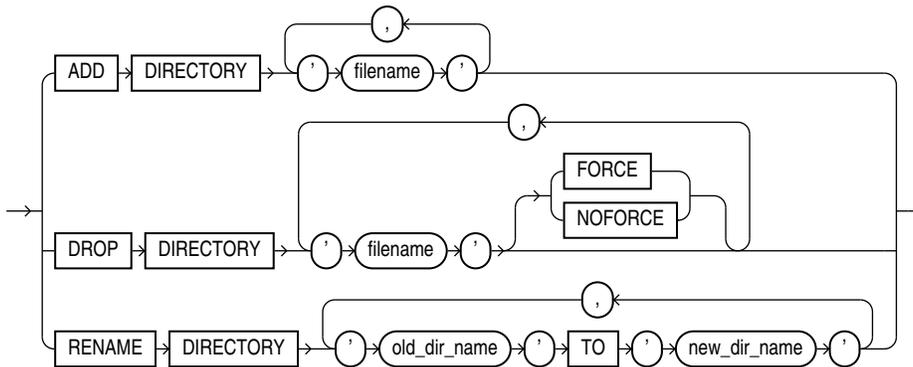 ,
ADD DIRECTORY ' filename '
,
FORCE
NOFORCE
DROP DIRECTORY ' filename '
,
RENAME DIRECTORY ' old_dir_name ' TO ' new_dir_name '